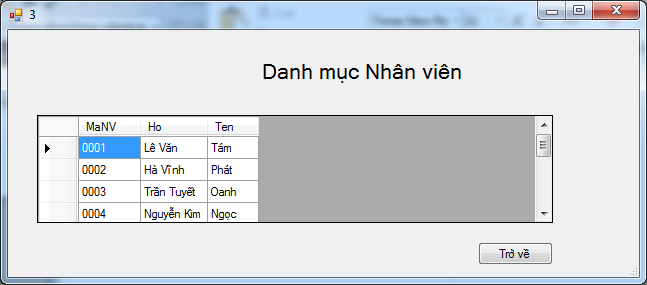 3
Danh mục Nhân viên
MaNV Ho Ten
0001 Lê Văn Tám
0002 Hà Vĩnh Phát
0003 Trần Tuyết Oanh
0004 Nguyễn Kim Ngọc
Trở về